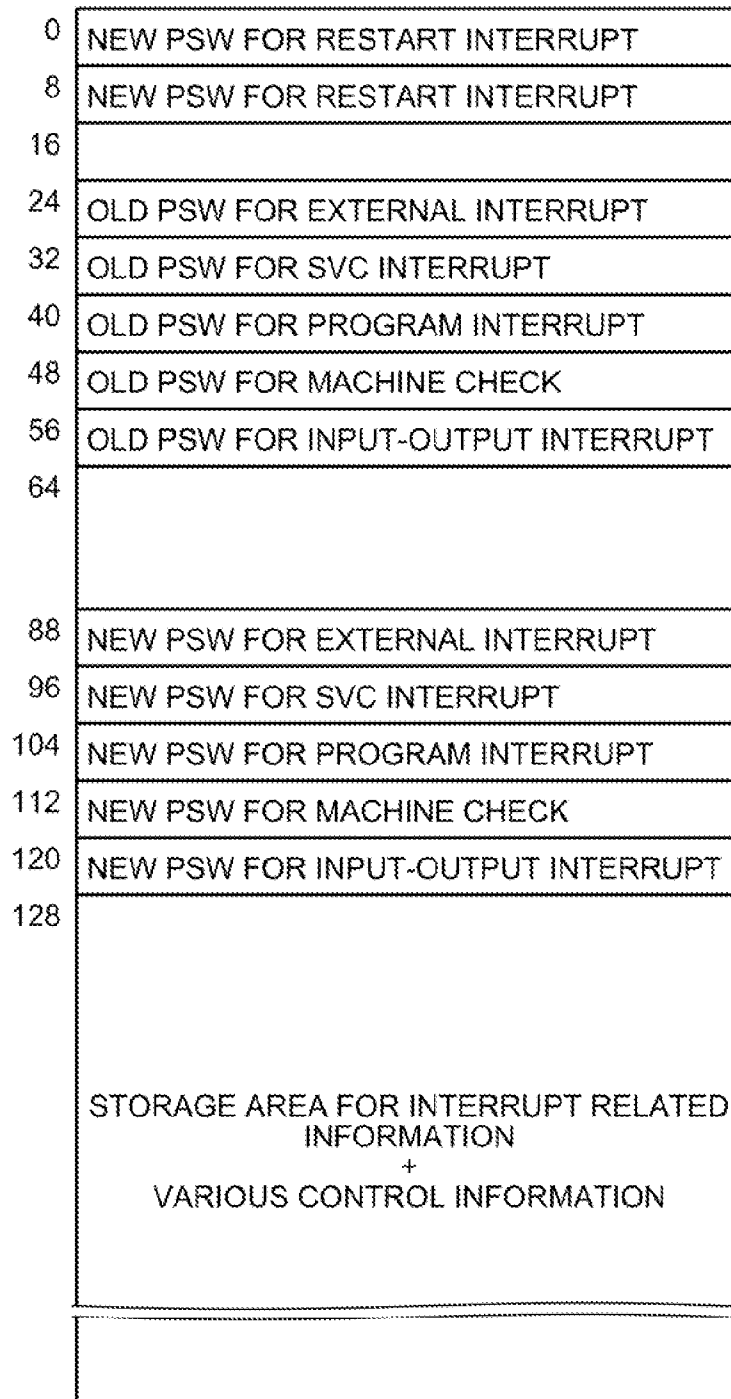 0 NEW PSW FOR RESTART INTERRUPT
8 NEW PSW FOR RESTART INTERRUPT
16
24 OLD PSW FOR EXTERNAL INTERRUPT
32 OLD PSW FOR SVC INTERRUPT
40 OLD PSW FOR PROGRAM INTERRUPT
48 OLD PSW FOR MACHINE CHECK
56 OLD PSW FOR INPUT-OUTPUT INTERRUPT
64
88 NEW PSW FOR EXTERNAL INTERRUPT
96 NEW PSW FOR SVC INTERRUPT
104 NEW PSW FOR PROGRAM INTERRUPT
112 NEW PSW FOR MACHINE CHECK
120 NEW PSW FOR INPUT-OUTPUT INTERRUPT
128
STORAGE AREA FOR INTERRUPT RELATED
INFORMATION
+
VARIOUS CONTROL INFORMATION